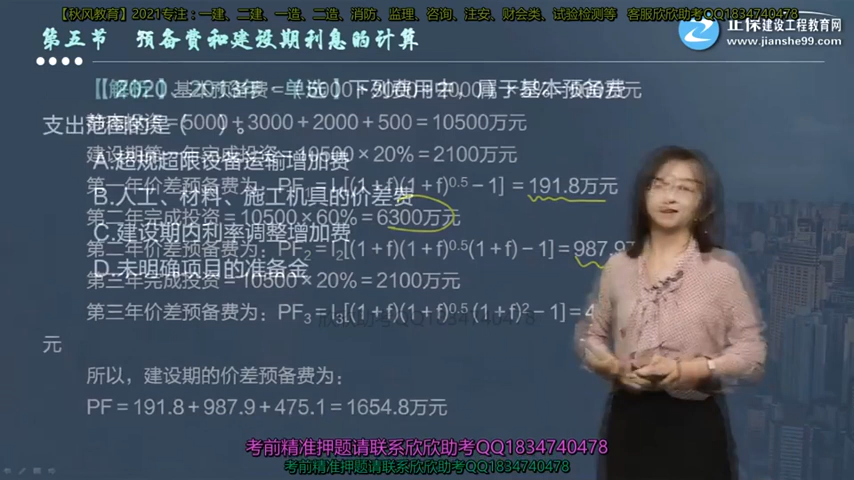 【秋风教育】2021专注：一建、二建、一造、二造、消防、监理、咨询、注安、财会类、试验检测等 客服欣欣助考QQ1834740478
第五节 预备费和建设期利息的计算
正保建设工程教育网
www.jianshe99.com
单选】下列费用中，属于基本预备费
支出范围的是（ ）。
=5000+3000+2000+500=10500万元
建设期第一年完成投资=10500×20%=2100万元
A.超规超限设备运输增加费
第一年价差预备费为：PF₁=I₁[(1+f)(1+f)^0.5-1]=191.8万元
B.人工、材料、施工机具的价差费
第二年完成投资=10500×60%=6300万元
C.建设期内利率调整增加费
第二年价差预备费为：PF₂=I₂[(1+f)(1+f)^0.5(1+f)-1]=987.9
D.未明确项目的准备金
第三年完成投资=10500×20%=2100万元
第三年价差预备费为：PF₃=I₃[(1+f)(1+f)^0.5(1+f)²-1]=4
欣欣助考QQ1834740478
元
所以，建设期的价差预备费为：
PF=191.8+987.9+475.1=1654.8万元
考前精准押题请联系欣欣助考QQ1834740478
考前精准押题请联系欣欣助考QQ1834740478